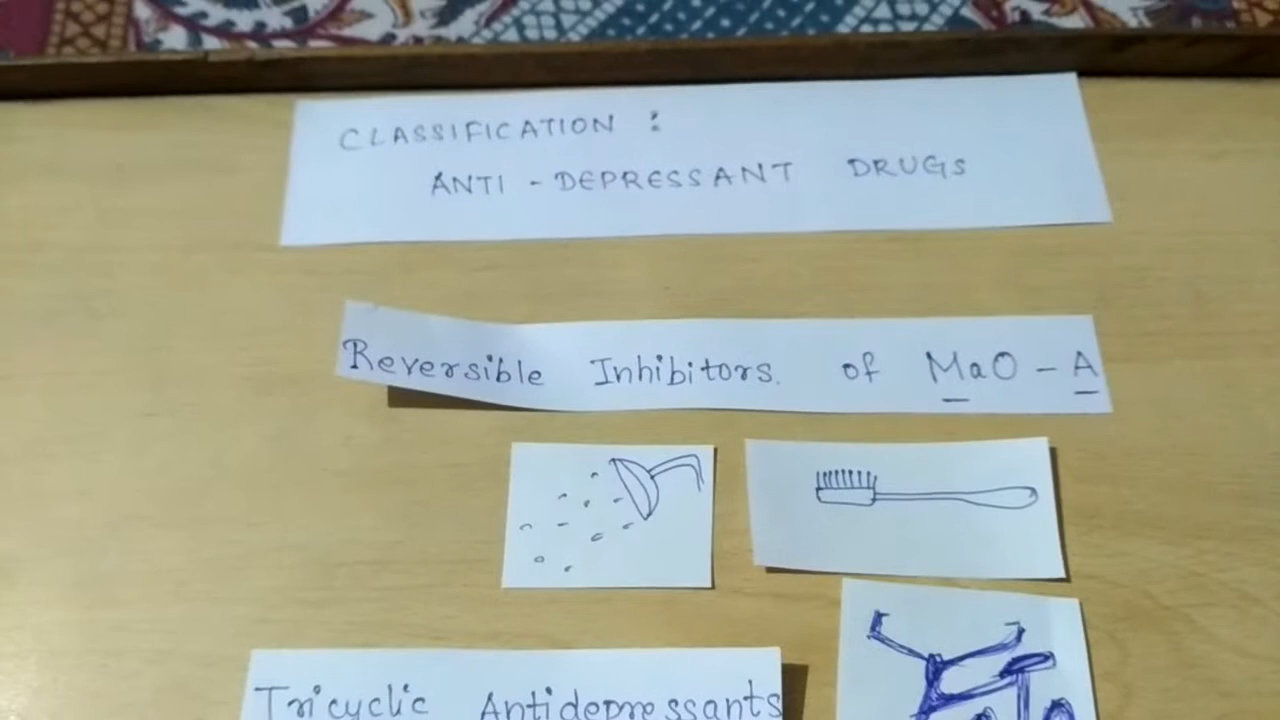 CLASSIFICATION :
ANTI - DEPRESSANT DRUGS
Reversible Inhibitors. of MaO - A
Tricyclic Antidepressants